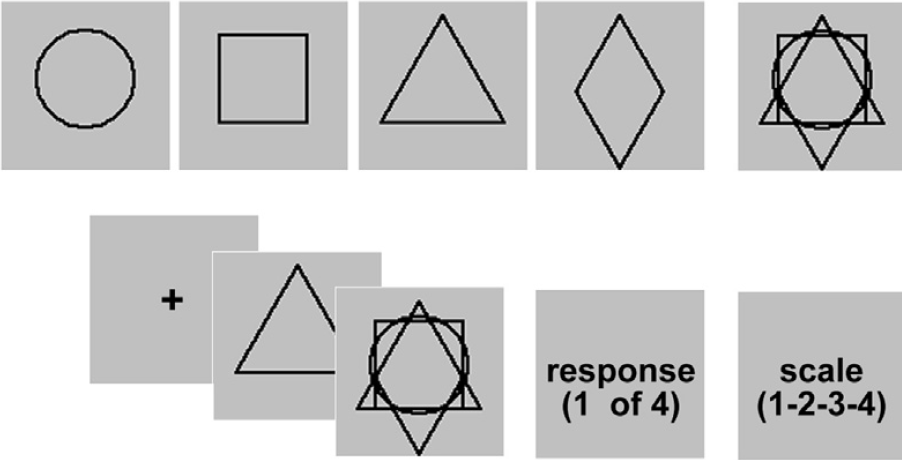 +
response
(1 of 4)
scale
(1-2-3-4)